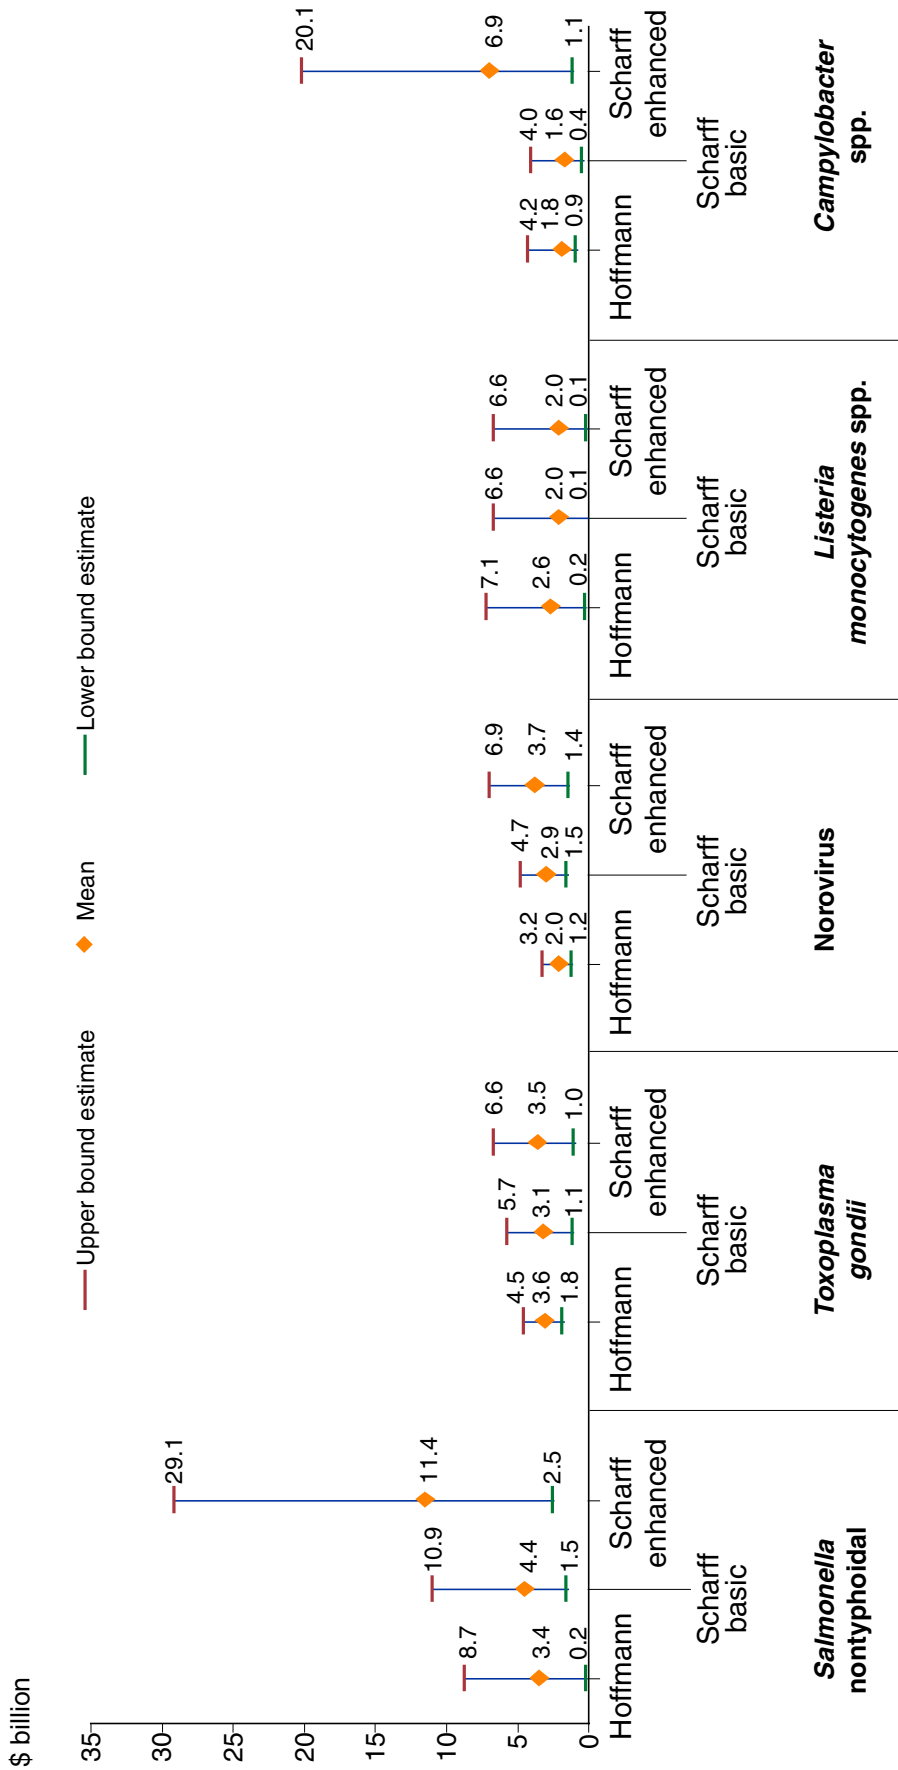 $ billion
Upper bound estimate
Mean
Lower bound estimate
35
30
25
20
15
10
5
0
8.7
3.4
0.2
10.9
4.4
1.5
29.1
11.4
2.5
4.5
3.6
1.8
5.7
3.1
1.1
6.6
3.5
1.0
3.2
2.0
1.2
4.7
2.9
1.5
6.9
3.7
1.4
7.1
2.6
0.2
6.6
2.0
0.1
6.6
2.0
0.1
4.2
1.8
0.9
4.0
1.6
0.4
20.1
6.9
1.1
Hoffmann
Scharff
basic
Scharff
enhanced
Hoffmann
Scharff
basic
Scharff
enhanced
Hoffmann
Scharff
basic
Scharff
enhanced
Hoffmann
Scharff
basic
Scharff
enhanced
Hoffmann
Scharff
basic
Scharff
enhanced
Salmonella
nontyphoidal
Toxoplasma
gondii
Norovirus
Listeria
monocytogenes spp.
Campylobacter
spp.